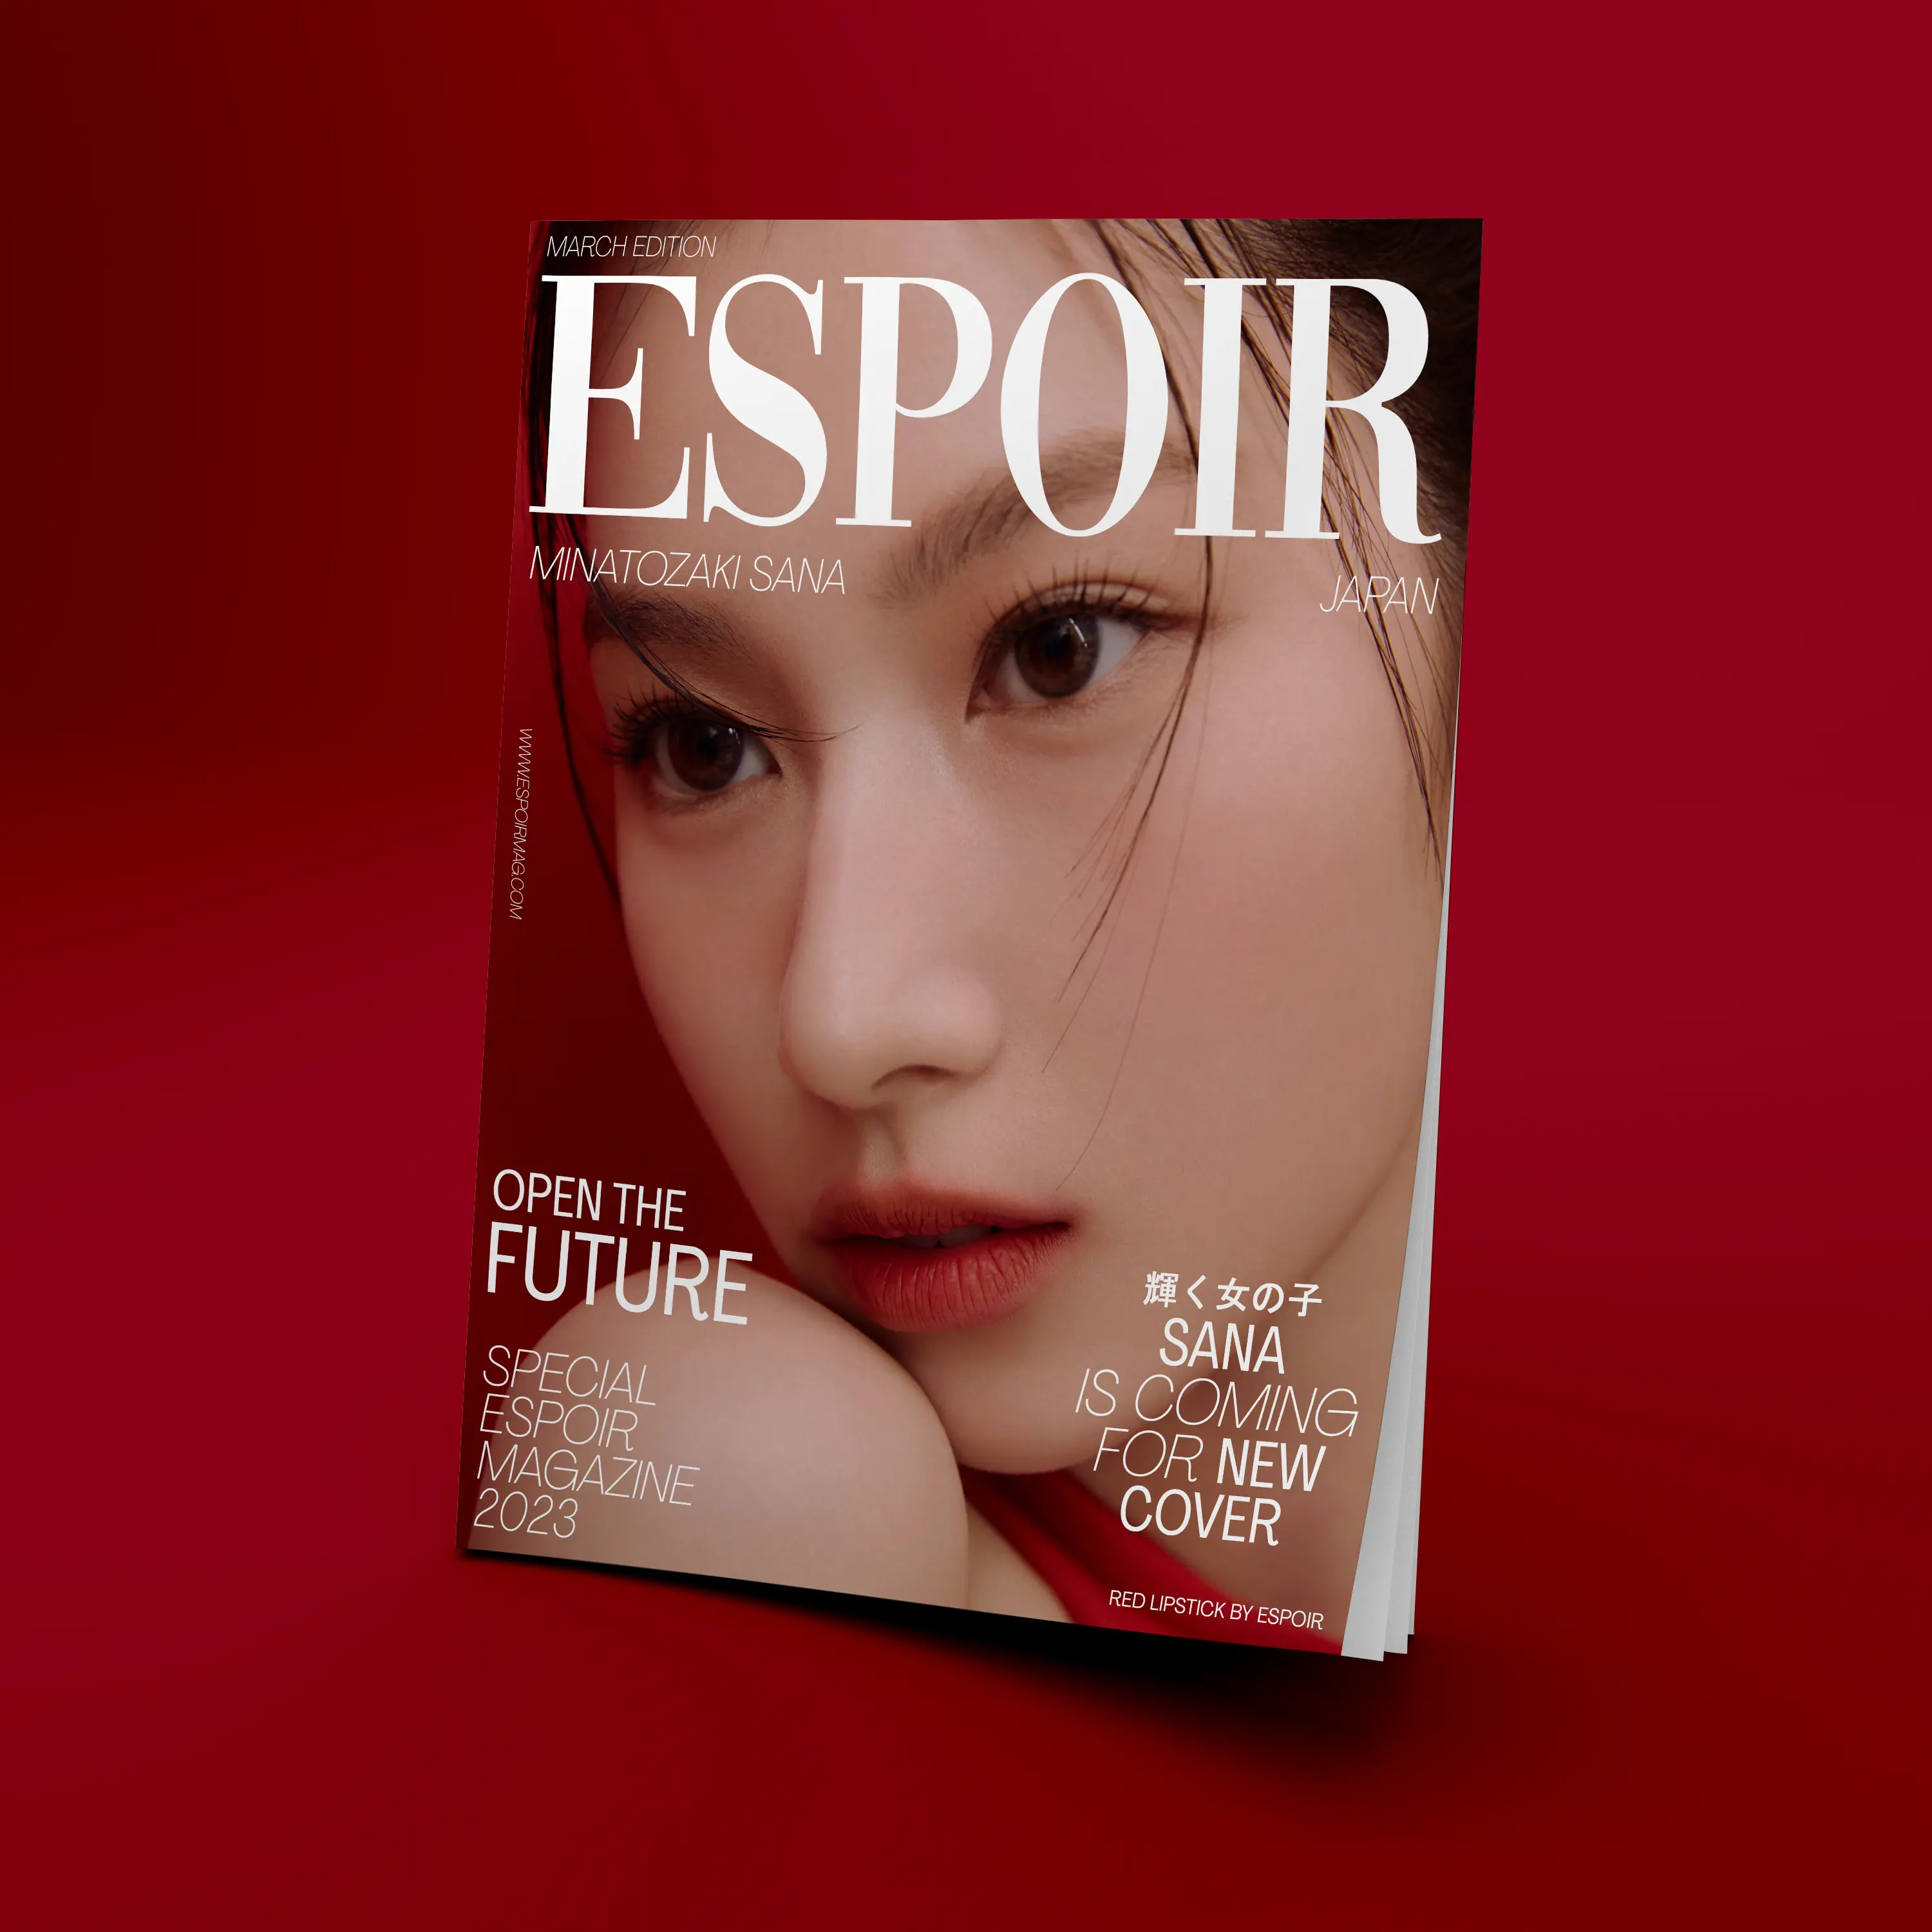 MARCH EDITION
ESPOIR
MINATOZAKI SANA
JAPAN
WWW.ESPOIRMAG.COM
OPEN THE
FUTURE
SPECIAL
ESPOIR
MAGAZINE
2023
輝く女の子
SANA
IS COMING
FOR NEW
COVER
RED LIPSTICK BY ESPOIR